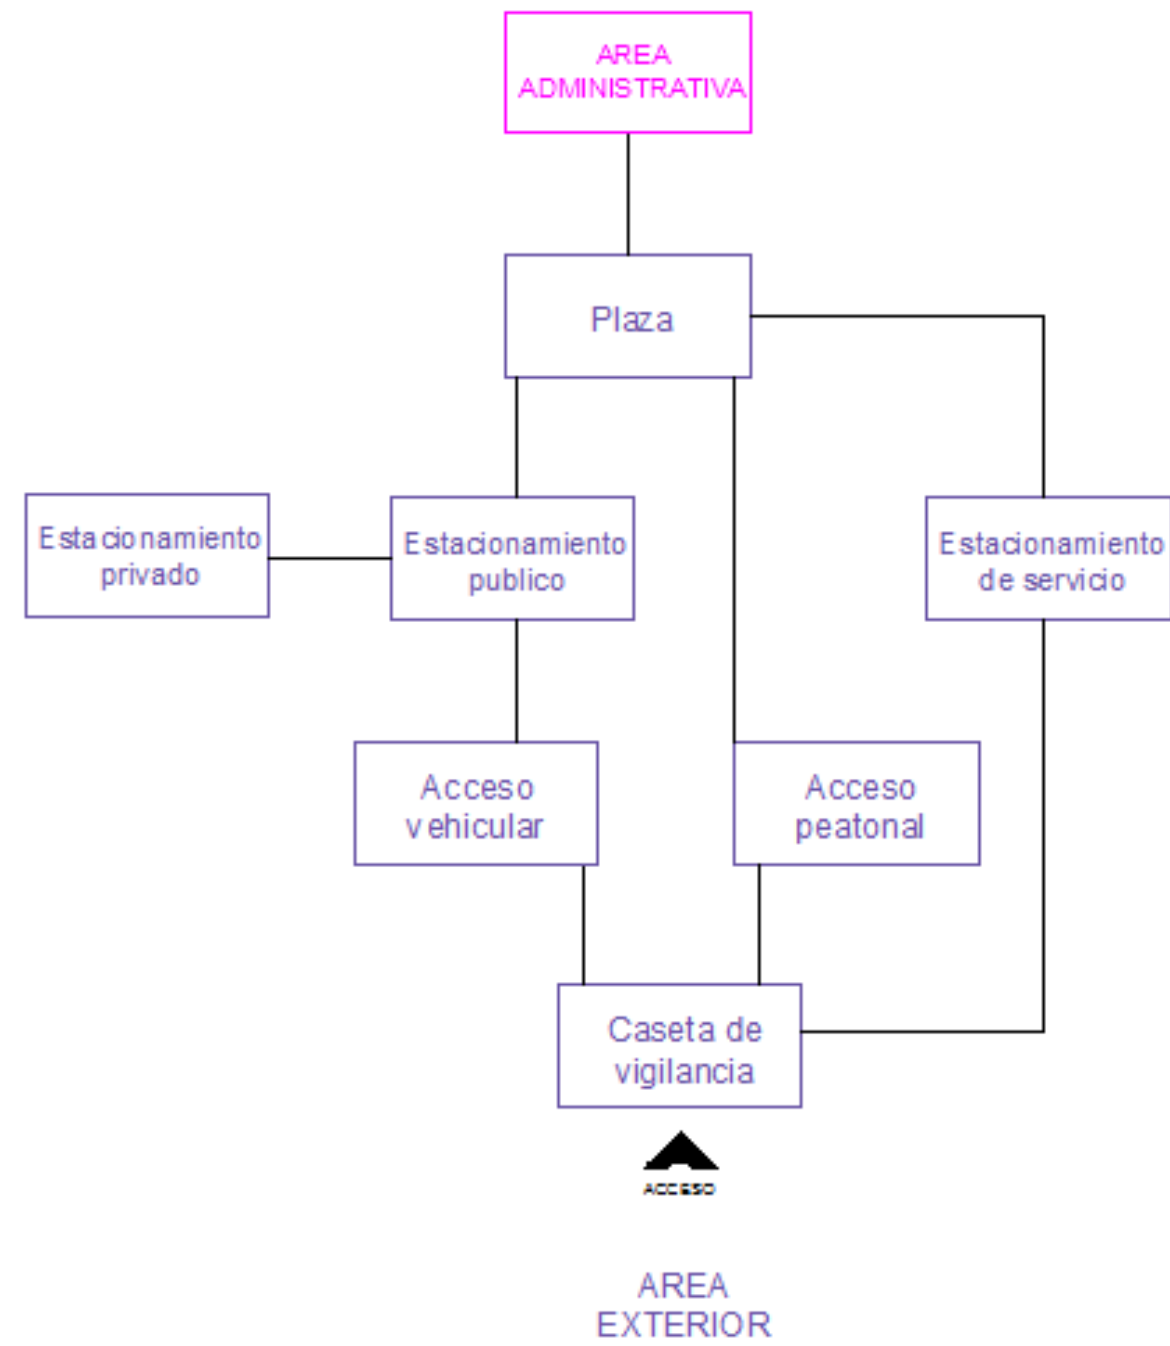 AREA
ADMINISTRATIVA
Plaza
Estacionamiento
privado
Estacionamiento
publico
Estacionamiento
de servicio
Acceso
vehicular
Acceso
peatonal
Caseta de
vigilancia
ACCESO
AREA
EXTERIOR